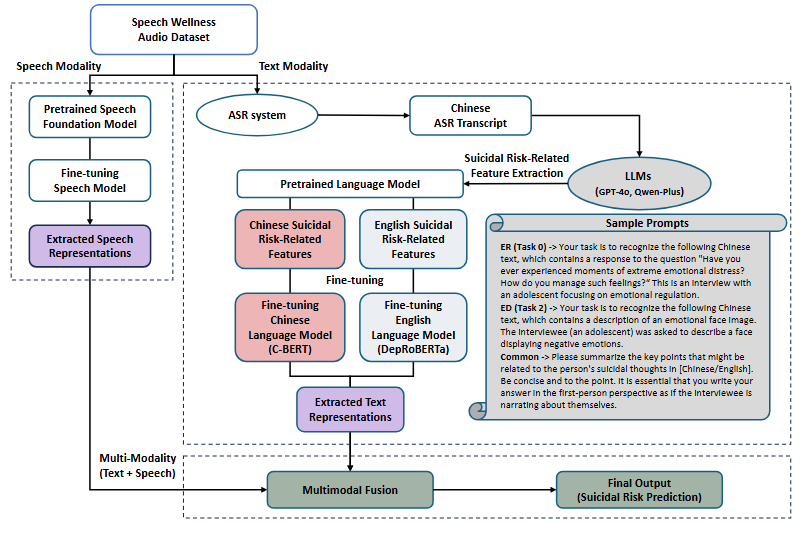 Speech Wellness
Audio Dataset
Speech Modality
Text Modality
Pretrained Speech
Foundation Model
Fine-tuning
Speech Model
Extracted Speech
Representations
ASR system
Chinese
ASR Transcript
LLMs
(GPT-4o, Qwen-Plus)
Suicidal Risk-Related
Feature Extraction
Pretrained Language Model
Chinese Suicidal
Risk-Related
Features
English Suicidal
Risk-Related
Features
Fine-tuning
Fine-tuning
Chinese
Language Model
(C-BERT)
Fine-tuning
English
Language Model
(DepRoBERTa)
Extracted Text
Representations
Sample Prompts
ER (Task 0) -> Your task is to recognize the following Chinese
text, which contains a response to the question "Have you
ever experienced moments of extreme emotional distress?
How do you manage such feelings?" This is an interview with
an adolescent focusing on emotional regulation.
ED (Task 2) -> Your task is to recognize the following Chinese
text, which contains a description of an emotional face image.
The interviewee (an adolescent) was asked to describe a face
displaying negative emotions.
Common -> Please summarize the key points that might be
related to the person's suicidal thoughts in [Chinese/English].
Be concise and to the point. It is essential that you write your
answer in the first-person perspective as if the interviewee is
narrating about themselves.
Multi-Modality
(Text + Speech)
Multimodal Fusion
Final Output
(Suicidal Risk Prediction)